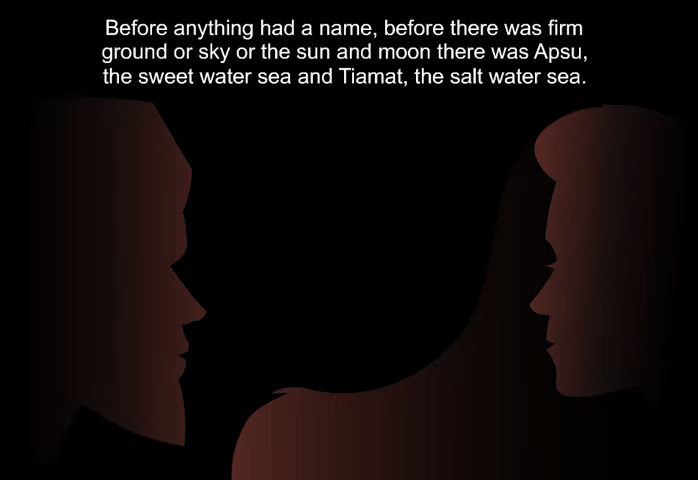 Before anything had a name, before there was firm
ground or sky or the sun and moon there was Apsu,
the sweet water sea and Tiamat, the salt water sea.